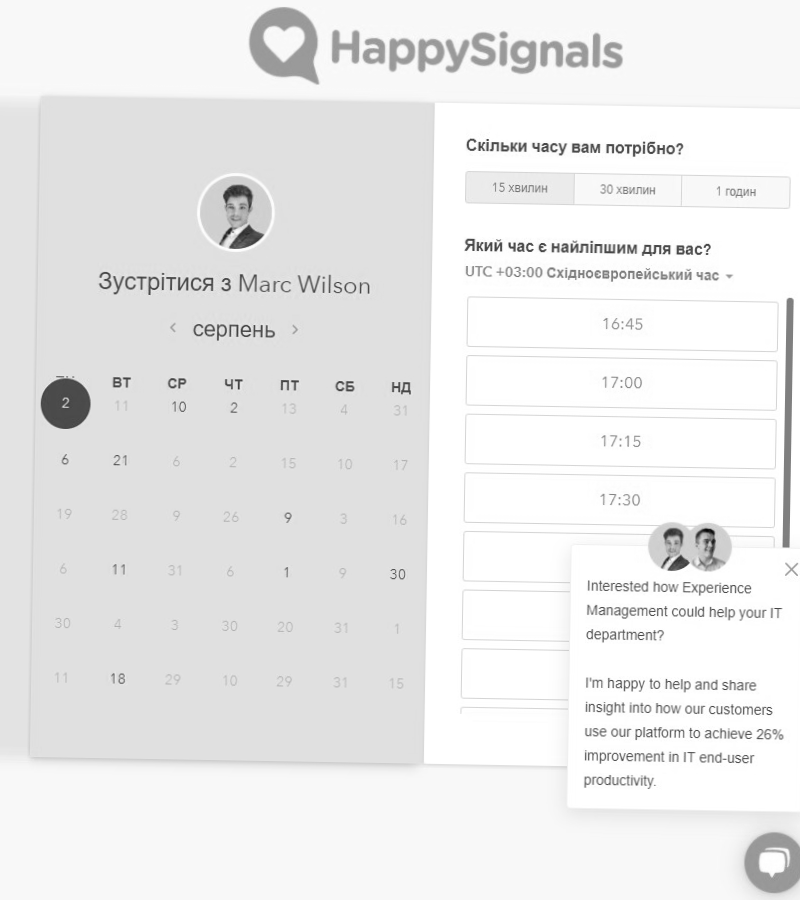 HappySignals
Зустрітися з Marc Wilson
серпень
ВТ СР ЧТ ПТ СБ НД
2 11 10 2 13 4 31
6 21 6 2 15 10 17
19 28 9 26 9 3 16
6 11 31 6 1 9 30
30 4 3 30 20 31 1
11 18 29 10 29 31 15
Скільки часу вам потрібно?
15 хвилин 30 хвилин 1 годин
Який час є найліпшим для вас?
UTC +03:00 Східноєвропейський час
16:45
17:00
17:15
17:30
Interested how Experience
Management could help your IT
department?
I'm happy to help and share
insight into how our customers
use our platform to achieve 26%
improvement in IT end-user
productivity.